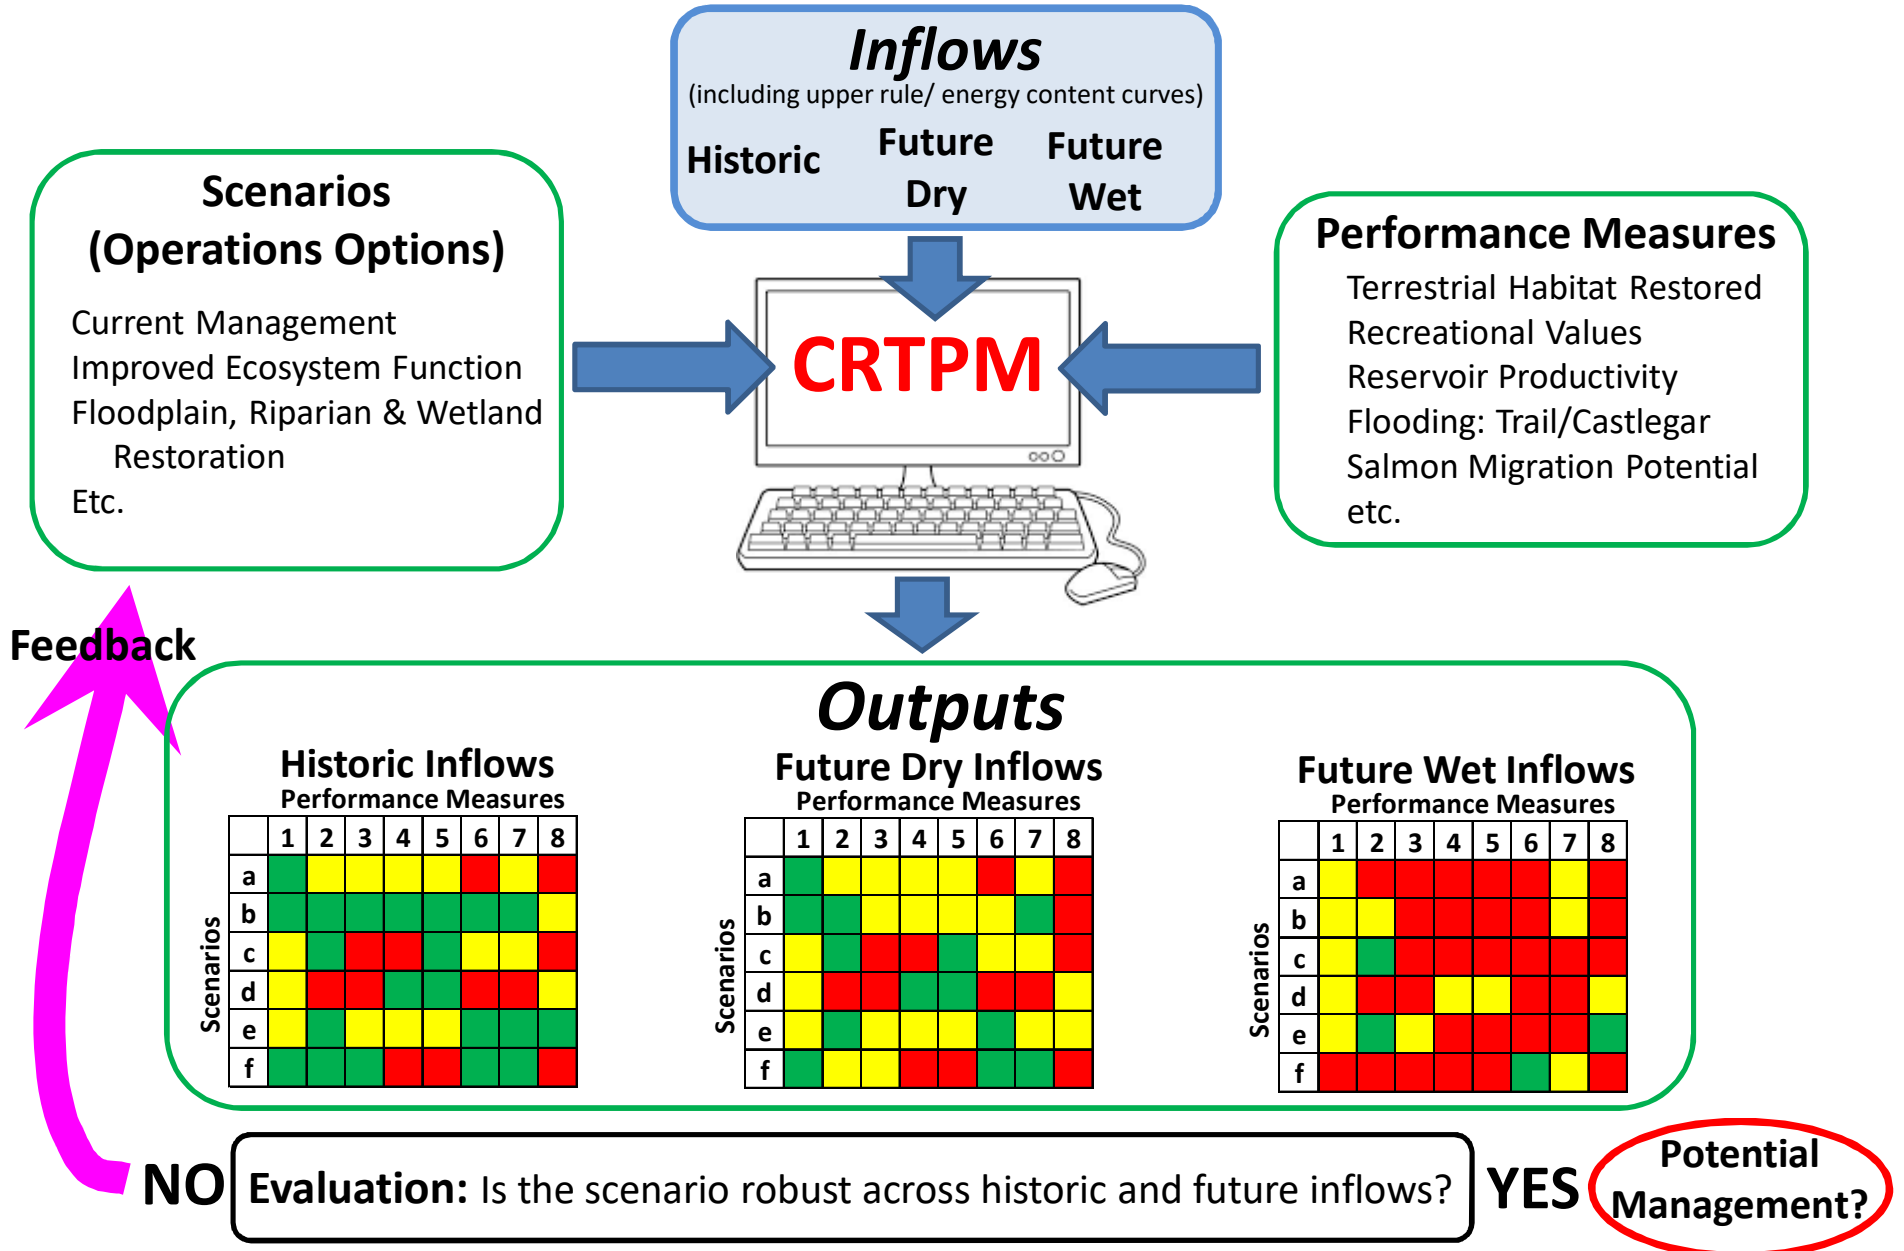 Inflows
(including upper rule/ energy content curves)
Historic
Future
Dry
Future
Wet
Scenarios
(Operations Options)
Current Management
Improved Ecosystem Function
Floodplain, Riparian & Wetland
Restoration
Etc.
CRTPM
Performance Measures
Terrestrial Habitat Restored
Recreational Values
Reservoir Productivity
Flooding: Trail/Castlegar
Salmon Migration Potential
etc.
Feedback
Outputs
Historic Inflows
Performance Measures
1 2 3 4 5 6 7 8
Scenarios
a
b
c
d
e
f
Future Dry Inflows
Performance Measures
1 2 3 4 5 6 7 8
Scenarios
a
b
c
d
e
f
Future Wet Inflows
Performance Measures
1 2 3 4 5 6 7 8
Scenarios
a
b
c
d
e
f
NO
Evaluation: Is the scenario robust across historic and future inflows?
YES
Potential
Management?